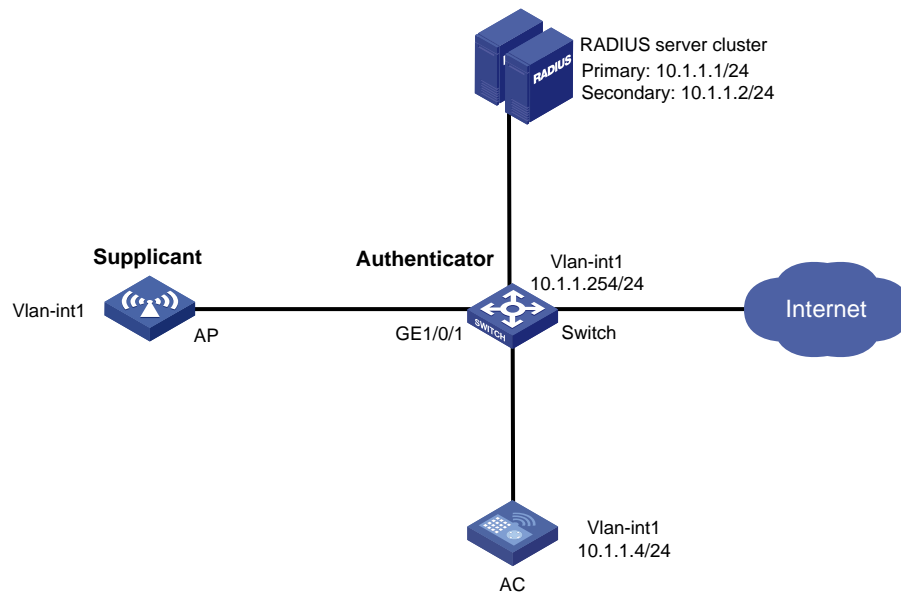 RADIUS server cluster
Primary: 10.1.1.1/24
Secondary: 10.1.1.2/24
RADIUS
Supplicant
Authenticator
Vlan-int1
10.1.1.254/24
Vlan-int1
AP
GE1/0/1
SWITCH
Switch
Internet
Vlan-int1
10.1.1.4/24
AC